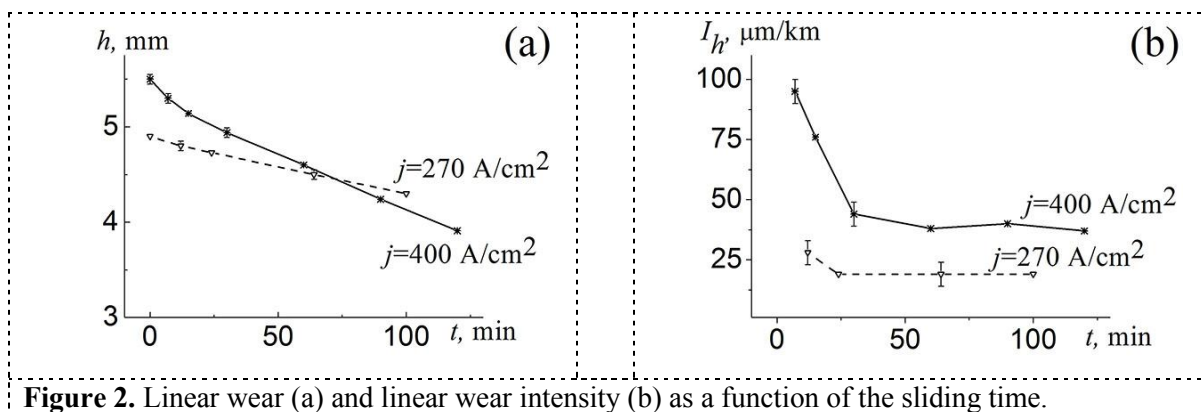 h, mm
(a)
5
4
3
0
50
100
t, min
j=270 A/cm²
j=400 A/cm²
I_h, μm/km
(b)
100
75
50
25
0
50
100
t, min
j=400 A/cm²
j=270 A/cm²
Figure 2. Linear wear (a) and linear wear intensity (b) as a function of the sliding time.